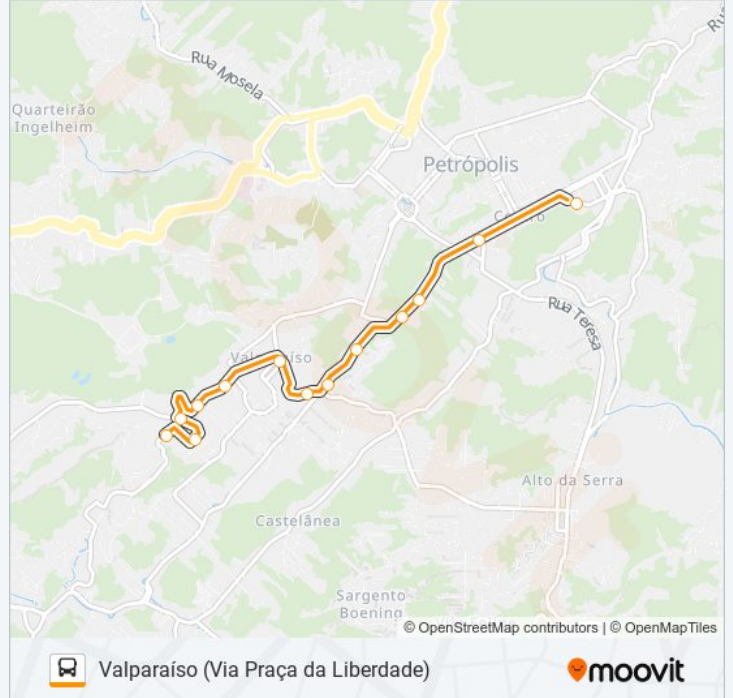 Rua Mosela
Ru
Quarteirão
Ingelheim
Petrópolis
Rua Teresa
Alto da Serra
Castelânea
Sargento
Boening
© OpenStreetMap contributors | © OpenMapTiles
Valparaíso (Via Praça da Liberdade)
moovit